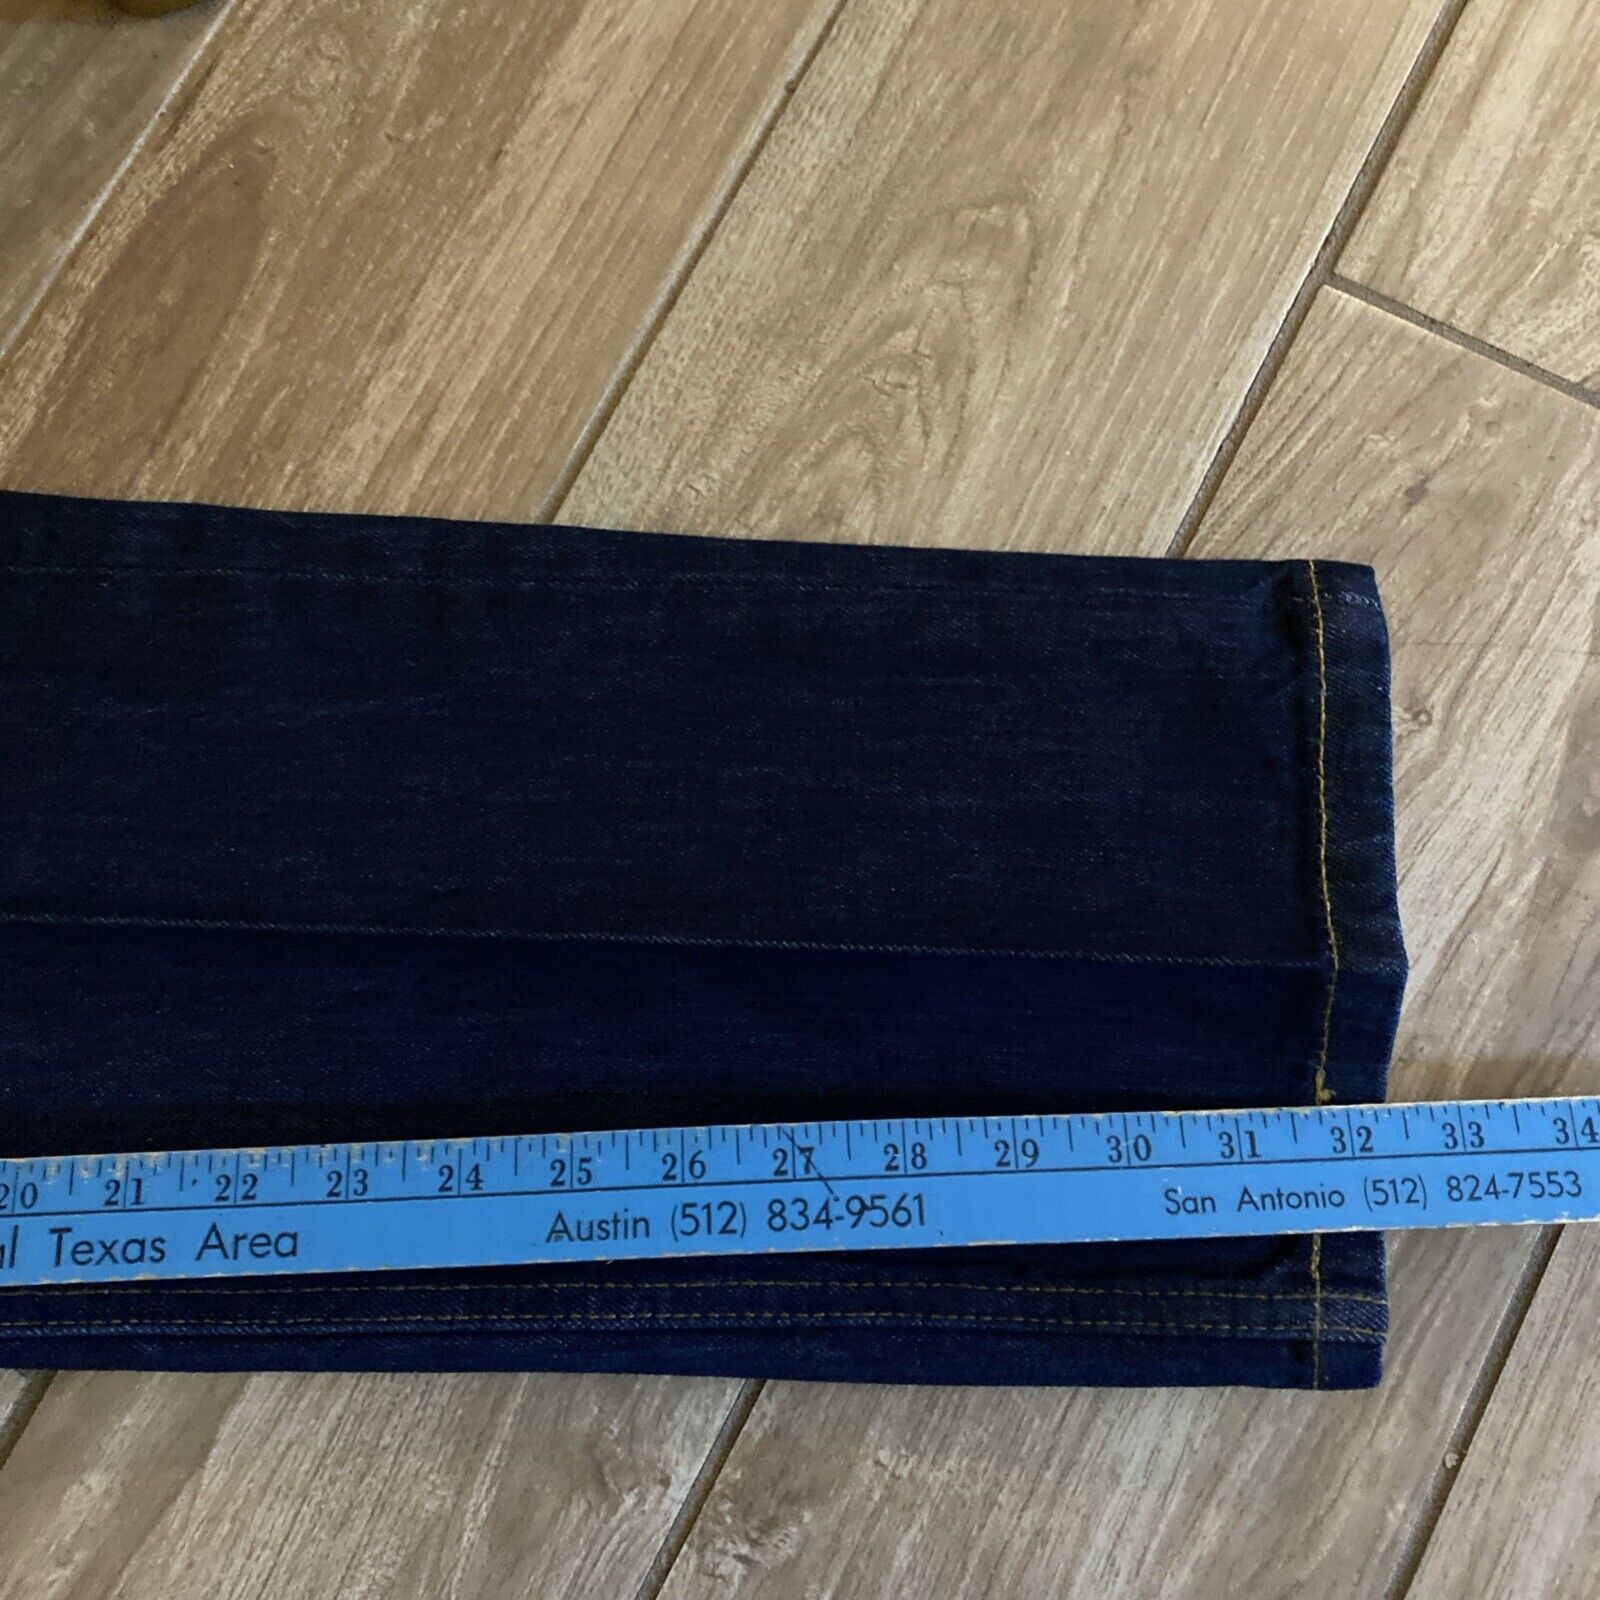 20 21 22 23 24 25 26 27 28 29 30 31 32 33 34
Texas Area Austin (512) 834-9561 San Antonio (512) 824-7553